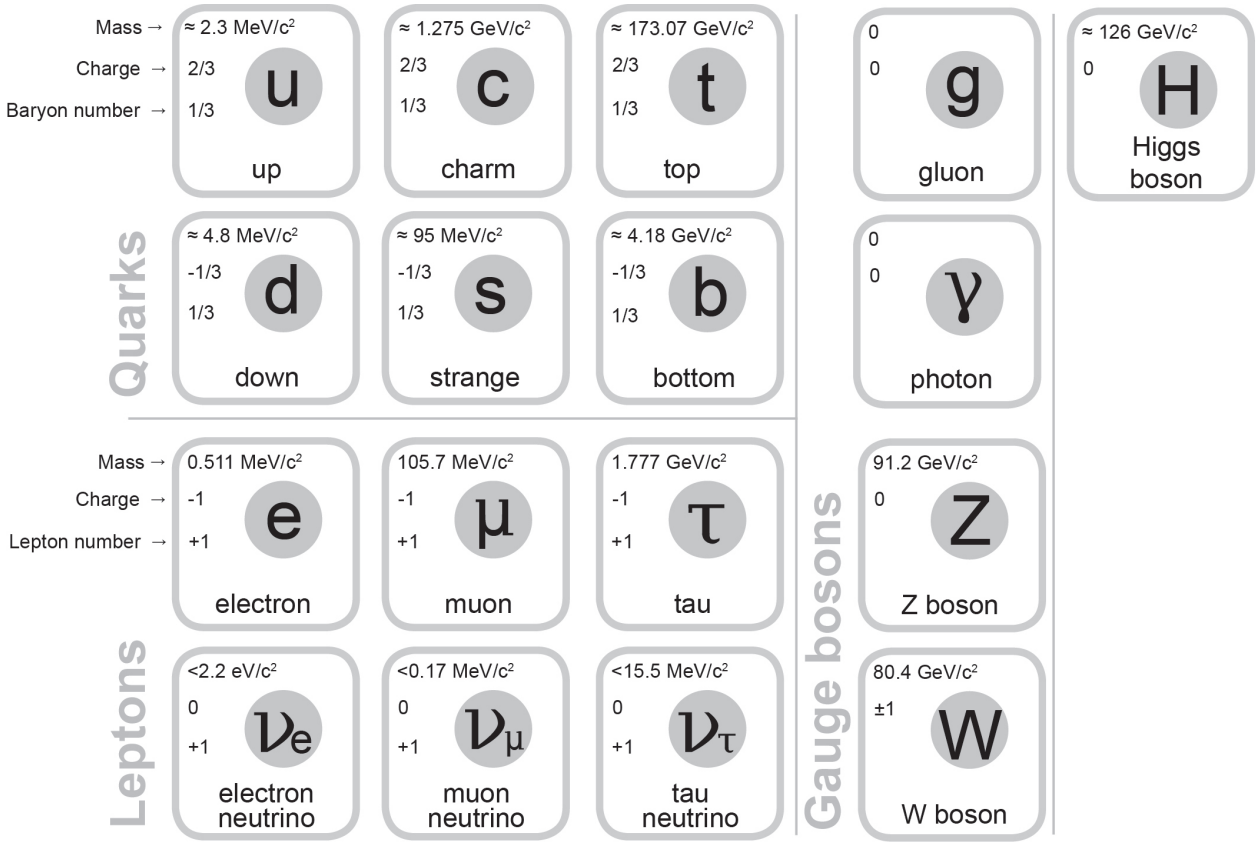 Mass → ≈ 2.3 MeV/c²
Charge → 2/3
Baryon number → 1/3
u
up
≈ 1.275 GeV/c²
2/3
1/3
c
charm
≈ 173.07 GeV/c²
2/3
1/3
t
top
0
0
g
gluon
≈ 126 GeV/c²
0
H
Higgs
boson
Quarks
≈ 4.8 MeV/c²
-1/3
1/3
d
down
≈ 95 MeV/c²
-1/3
1/3
s
strange
≈ 4.18 GeV/c²
-1/3
1/3
b
bottom
0
0
γ
photon
Mass → 0.511 MeV/c²
Charge → -1
Lepton number → +1
e
electron
105.7 MeV/c²
-1
+1
μ
muon
1.777 GeV/c²
-1
+1
τ
tau
91.2 GeV/c²
0
Z
Z boson
Leptons
<2.2 eV/c²
0
+1
νe
electron
neutrino
<0.17 MeV/c²
0
+1
νμ
muon
neutrino
<15.5 MeV/c²
0
+1
ντ
tau
neutrino
Gauge bosons
80.4 GeV/c²
±1
W
W boson